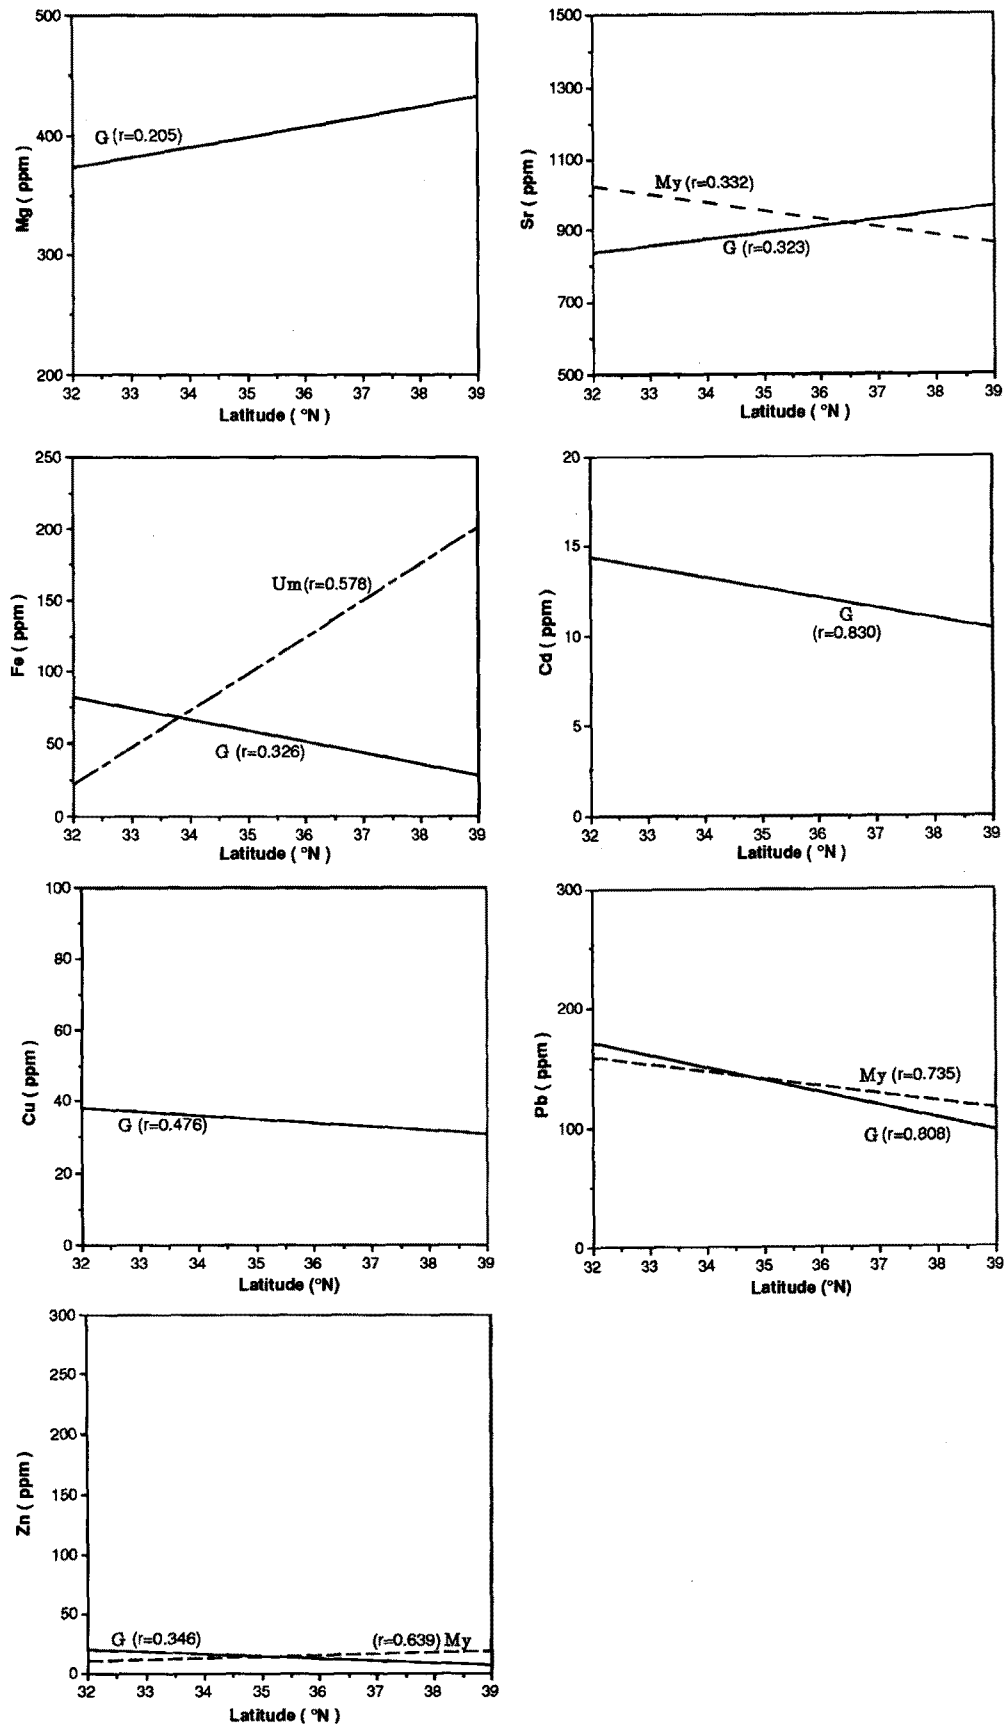 500
400
300
200
Mg ( ppm )
G (r=0.205)
32 33 34 35 36 37 38 39
Latitude ( °N )
1500
1300
1100
900
700
500
Sr ( ppm )
My (r=0.332)
G (r=0.323)
32 33 34 35 36 37 38 39
Latitude ( °N )
250
200
150
100
50
0
Fe ( ppm )
Um (r=0.578)
G (r=0.326)
32 33 34 35 36 37 38 39
Latitude ( °N )
20
15
10
5
0
Cd ( ppm )
G
(r=0.830)
32 33 34 35 36 37 38 39
Latitude ( °N )
100
80
60
40
20
0
Cu ( ppm )
G (r=0.476)
32 33 34 35 36 37 38 39
Latitude (°N)
300
200
100
0
Pb ( ppm )
My (r=0.735)
G (r=0.808)
32 33 34 35 36 37 38 39
Latitude (°N)
300
250
200
150
100
50
0
Zn ( ppm )
G (r=0.346)
(r=0.639) My
32 33 34 35 36 37 38 39
Latitude ( °N )